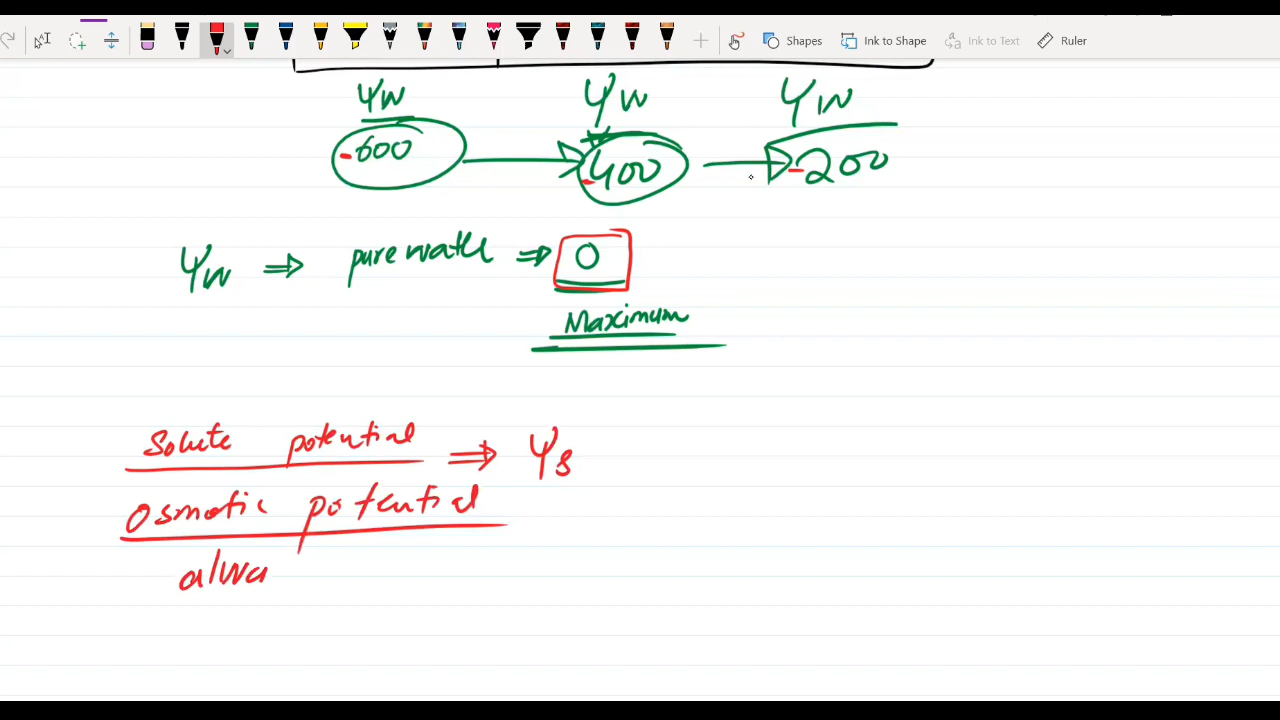 Shapes Ink to Shape Ink to Text Ruler
Ψw Ψw Ψw
-600 -400 -200
Ψw ⇒ pure water ⇒ 0
Maximum
Solute potential ⇒ Ψs
Osmotic potential
alwa